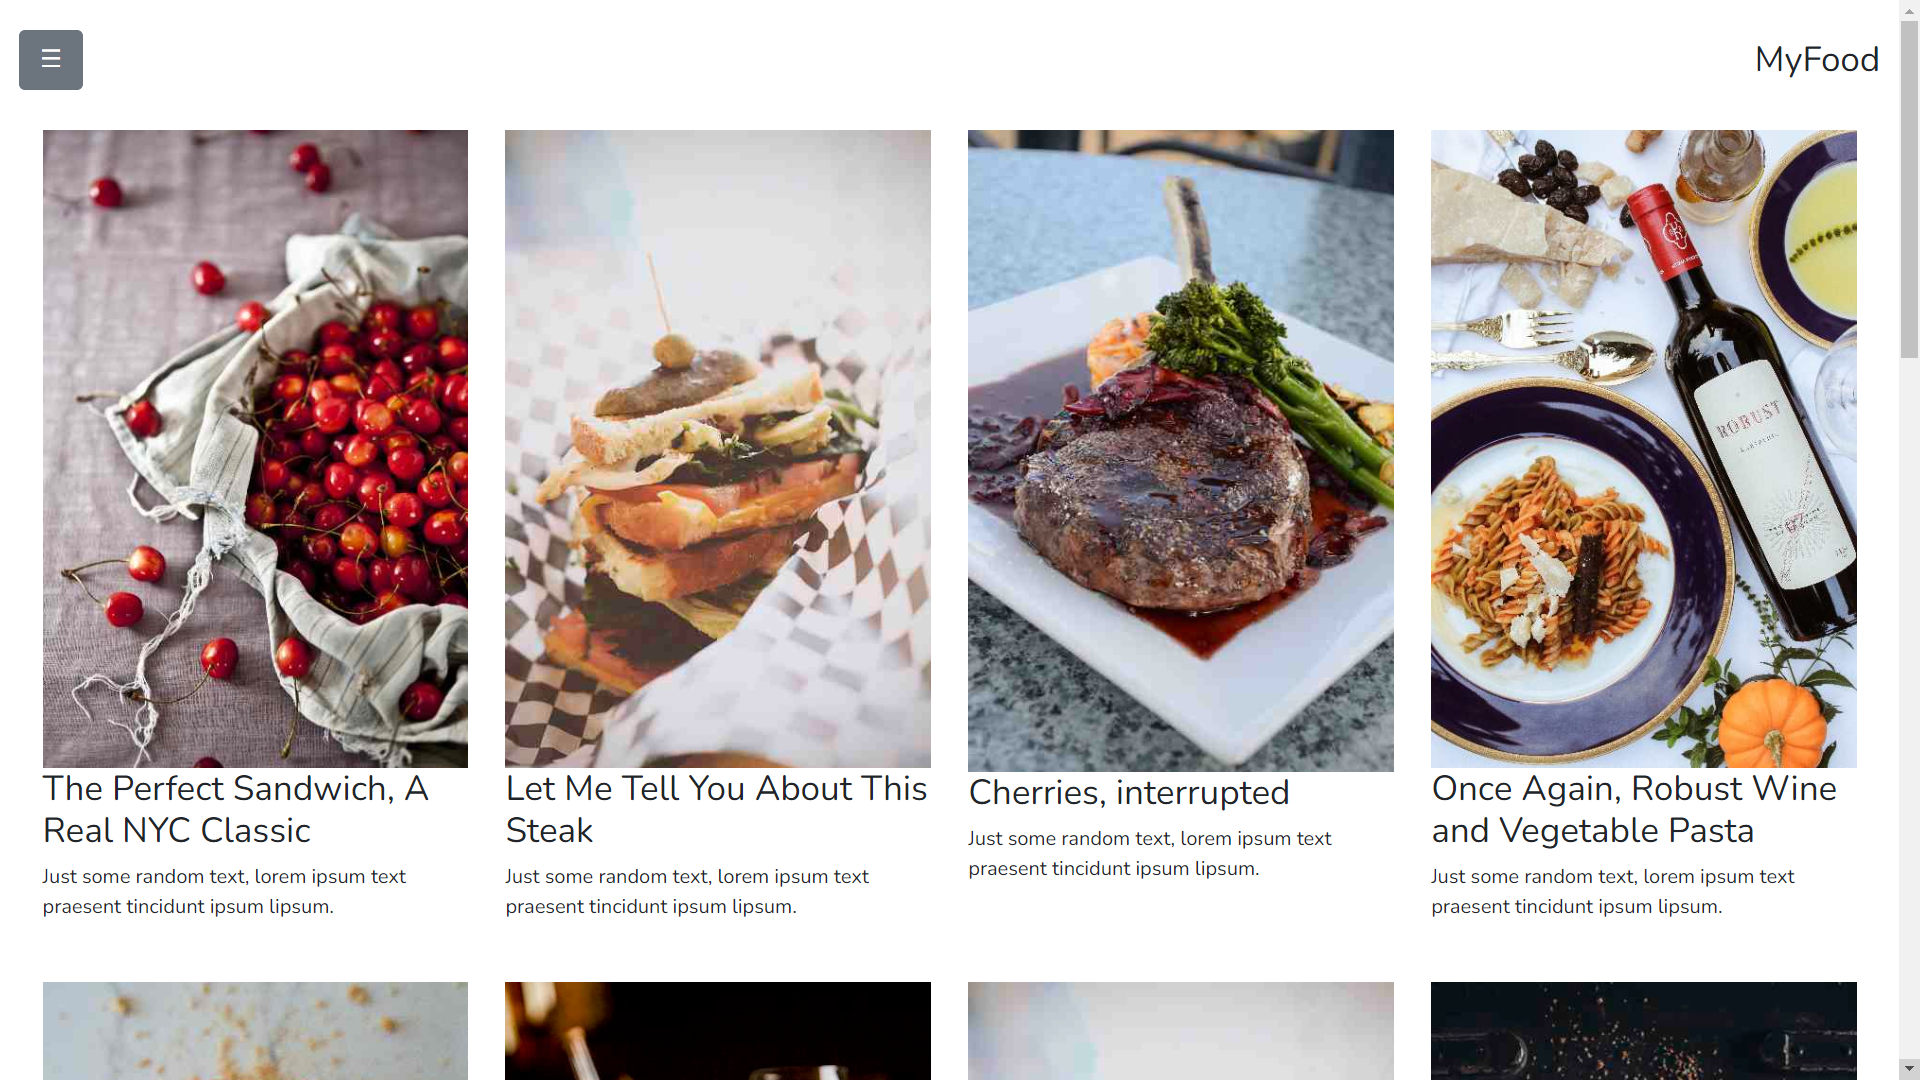 ☰
MyFood
The Perfect Sandwich, A
Real NYC Classic
Just some random text, lorem ipsum text
praesent tincidunt ipsum lipsum.
Let Me Tell You About This
Steak
Just some random text, lorem ipsum text
praesent tincidunt ipsum lipsum.
Cherries, interrupted
Just some random text, lorem ipsum text
praesent tincidunt ipsum lipsum.
ROBUST
Once Again, Robust Wine
and Vegetable Pasta
Just some random text, lorem ipsum text
praesent tincidunt ipsum lipsum.